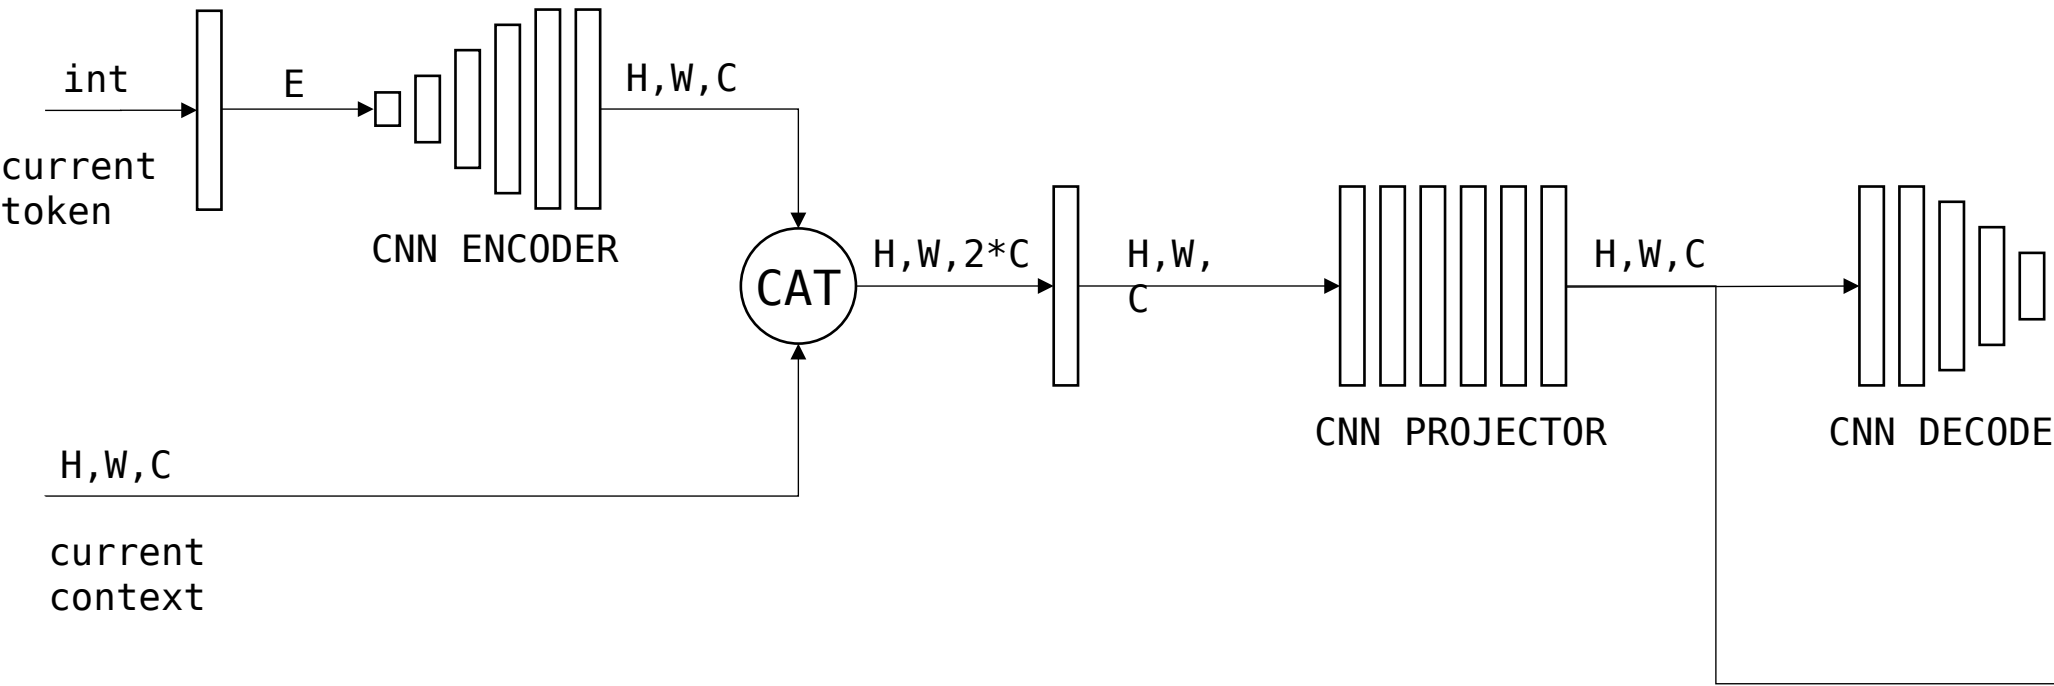 int
E
H,W,C
current
token
CNN ENCODER
CAT
H,W,2*C
H,W,
C
H,W,C
CNN PROJECTOR
CNN DECODE
H,W,C
current
context